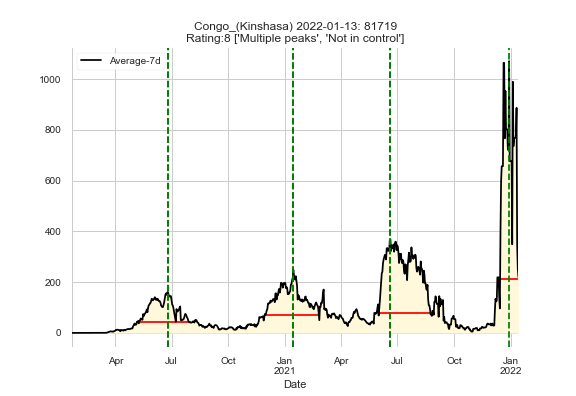 Congo_(Kinshasa) 2022-01-13: 81719
Rating:8 ['Multiple peaks', 'Not in control']
Average-7d
1000
800
600
400
200
0
Apr Jul Oct Jan Apr Jul Oct Jan
2021 2022
Date